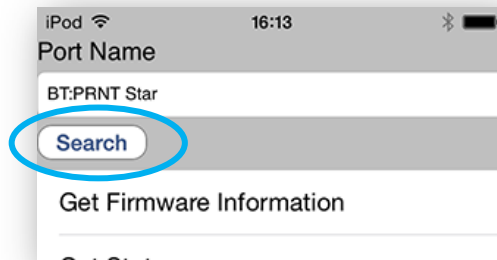 iPod 16:13
Port Name
BT:PRNT Star
Search
Get Firmware Information